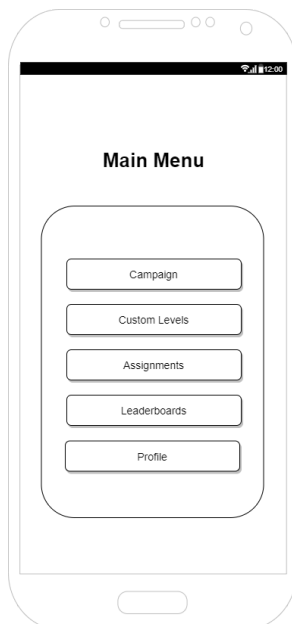 12:00
Main Menu
Campaign
Custom Levels
Assignments
Leaderboards
Profile